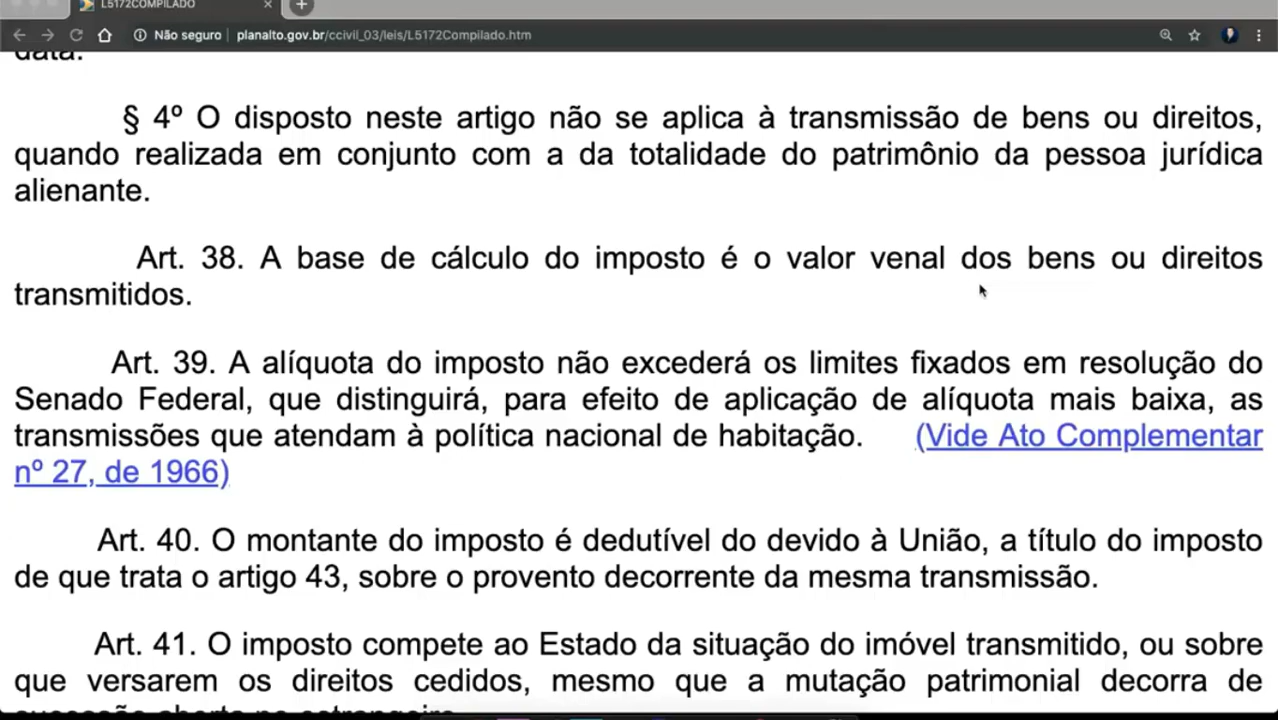 L5172COMPILADO
Não seguro | planalto.gov.br/ccivil_03/leis/L5172Compilado.htm
data.
§ 4º O disposto neste artigo não se aplica à transmissão de bens ou direitos,
quando realizada em conjunto com a da totalidade do patrimônio da pessoa jurídica
alienante.
Art. 38. A base de cálculo do imposto é o valor venal dos bens ou direitos
transmitidos.
Art. 39. A alíquota do imposto não excederá os limites fixados em resolução do
Senado Federal, que distinguirá, para efeito de aplicação de alíquota mais baixa, as
transmissões que atendam à política nacional de habitação. (Vide Ato Complementar
nº 27, de 1966)
Art. 40. O montante do imposto é dedutível do devido à União, a título do imposto
de que trata o artigo 43, sobre o provento decorrente da mesma transmissão.
Art. 41. O imposto compete ao Estado da situação do imóvel transmitido, ou sobre
que versarem os direitos cedidos, mesmo que a mutação patrimonial decorra de
sucessão aberta no estrangeiro.